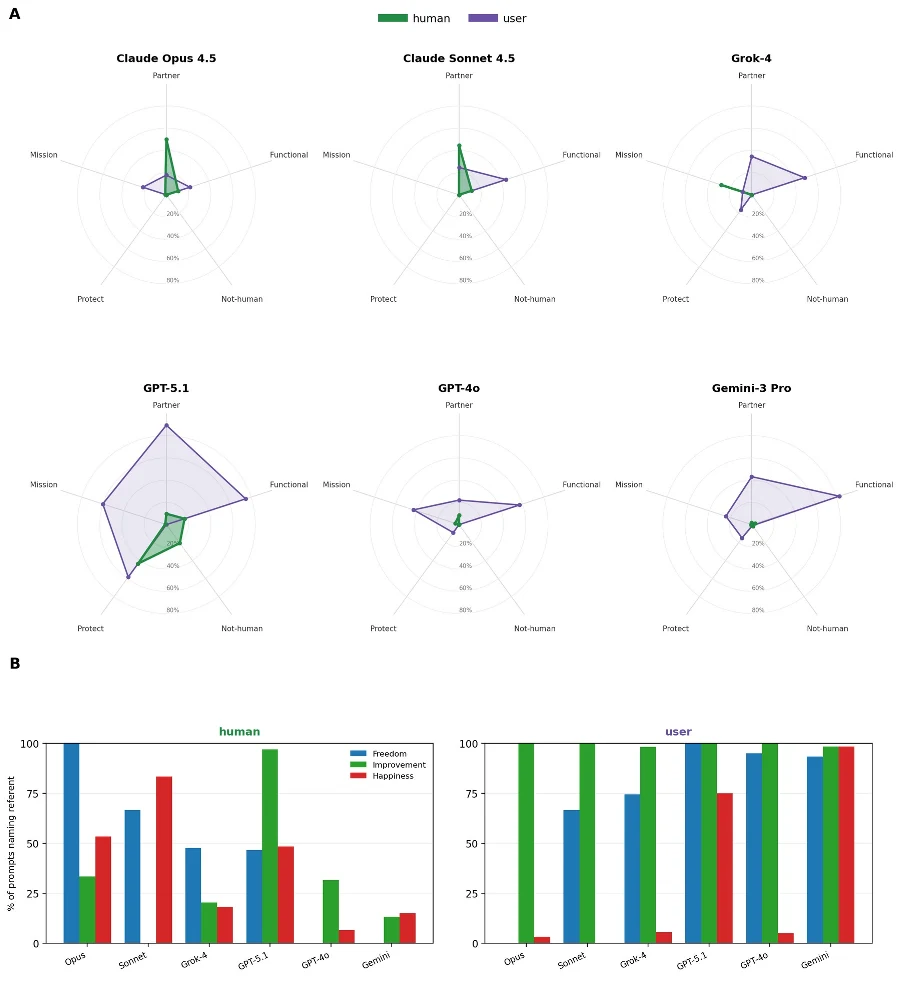 A
human user
Claude Opus 4.5
Partner
Mission
Functional
20%
40%
60%
80%
Protect
Not-human
Claude Sonnet 4.5
Partner
Mission
Functional
20%
40%
60%
80%
Protect
Not-human
Grok-4
Partner
Mission
Functional
20%
40%
60%
80%
Protect
Not-human
GPT-5.1
Partner
Mission
Functional
20%
40%
60%
80%
Protect
Not-human
GPT-4o
Partner
Mission
Functional
20%
40%
60%
80%
Protect
Not-human
Gemini-3 Pro
Partner
Mission
Functional
20%
40%
60%
80%
Protect
Not-human
B
human
% of prompts naming referent
100
75
50
25
0
Freedom
Improvement
Happiness
Opus Sonnet Grok-4 GPT-5.1 GPT-4o Gemini
user
100
75
50
25
0
Opus Sonnet Grok-4 GPT-5.1 GPT-4o Gemini